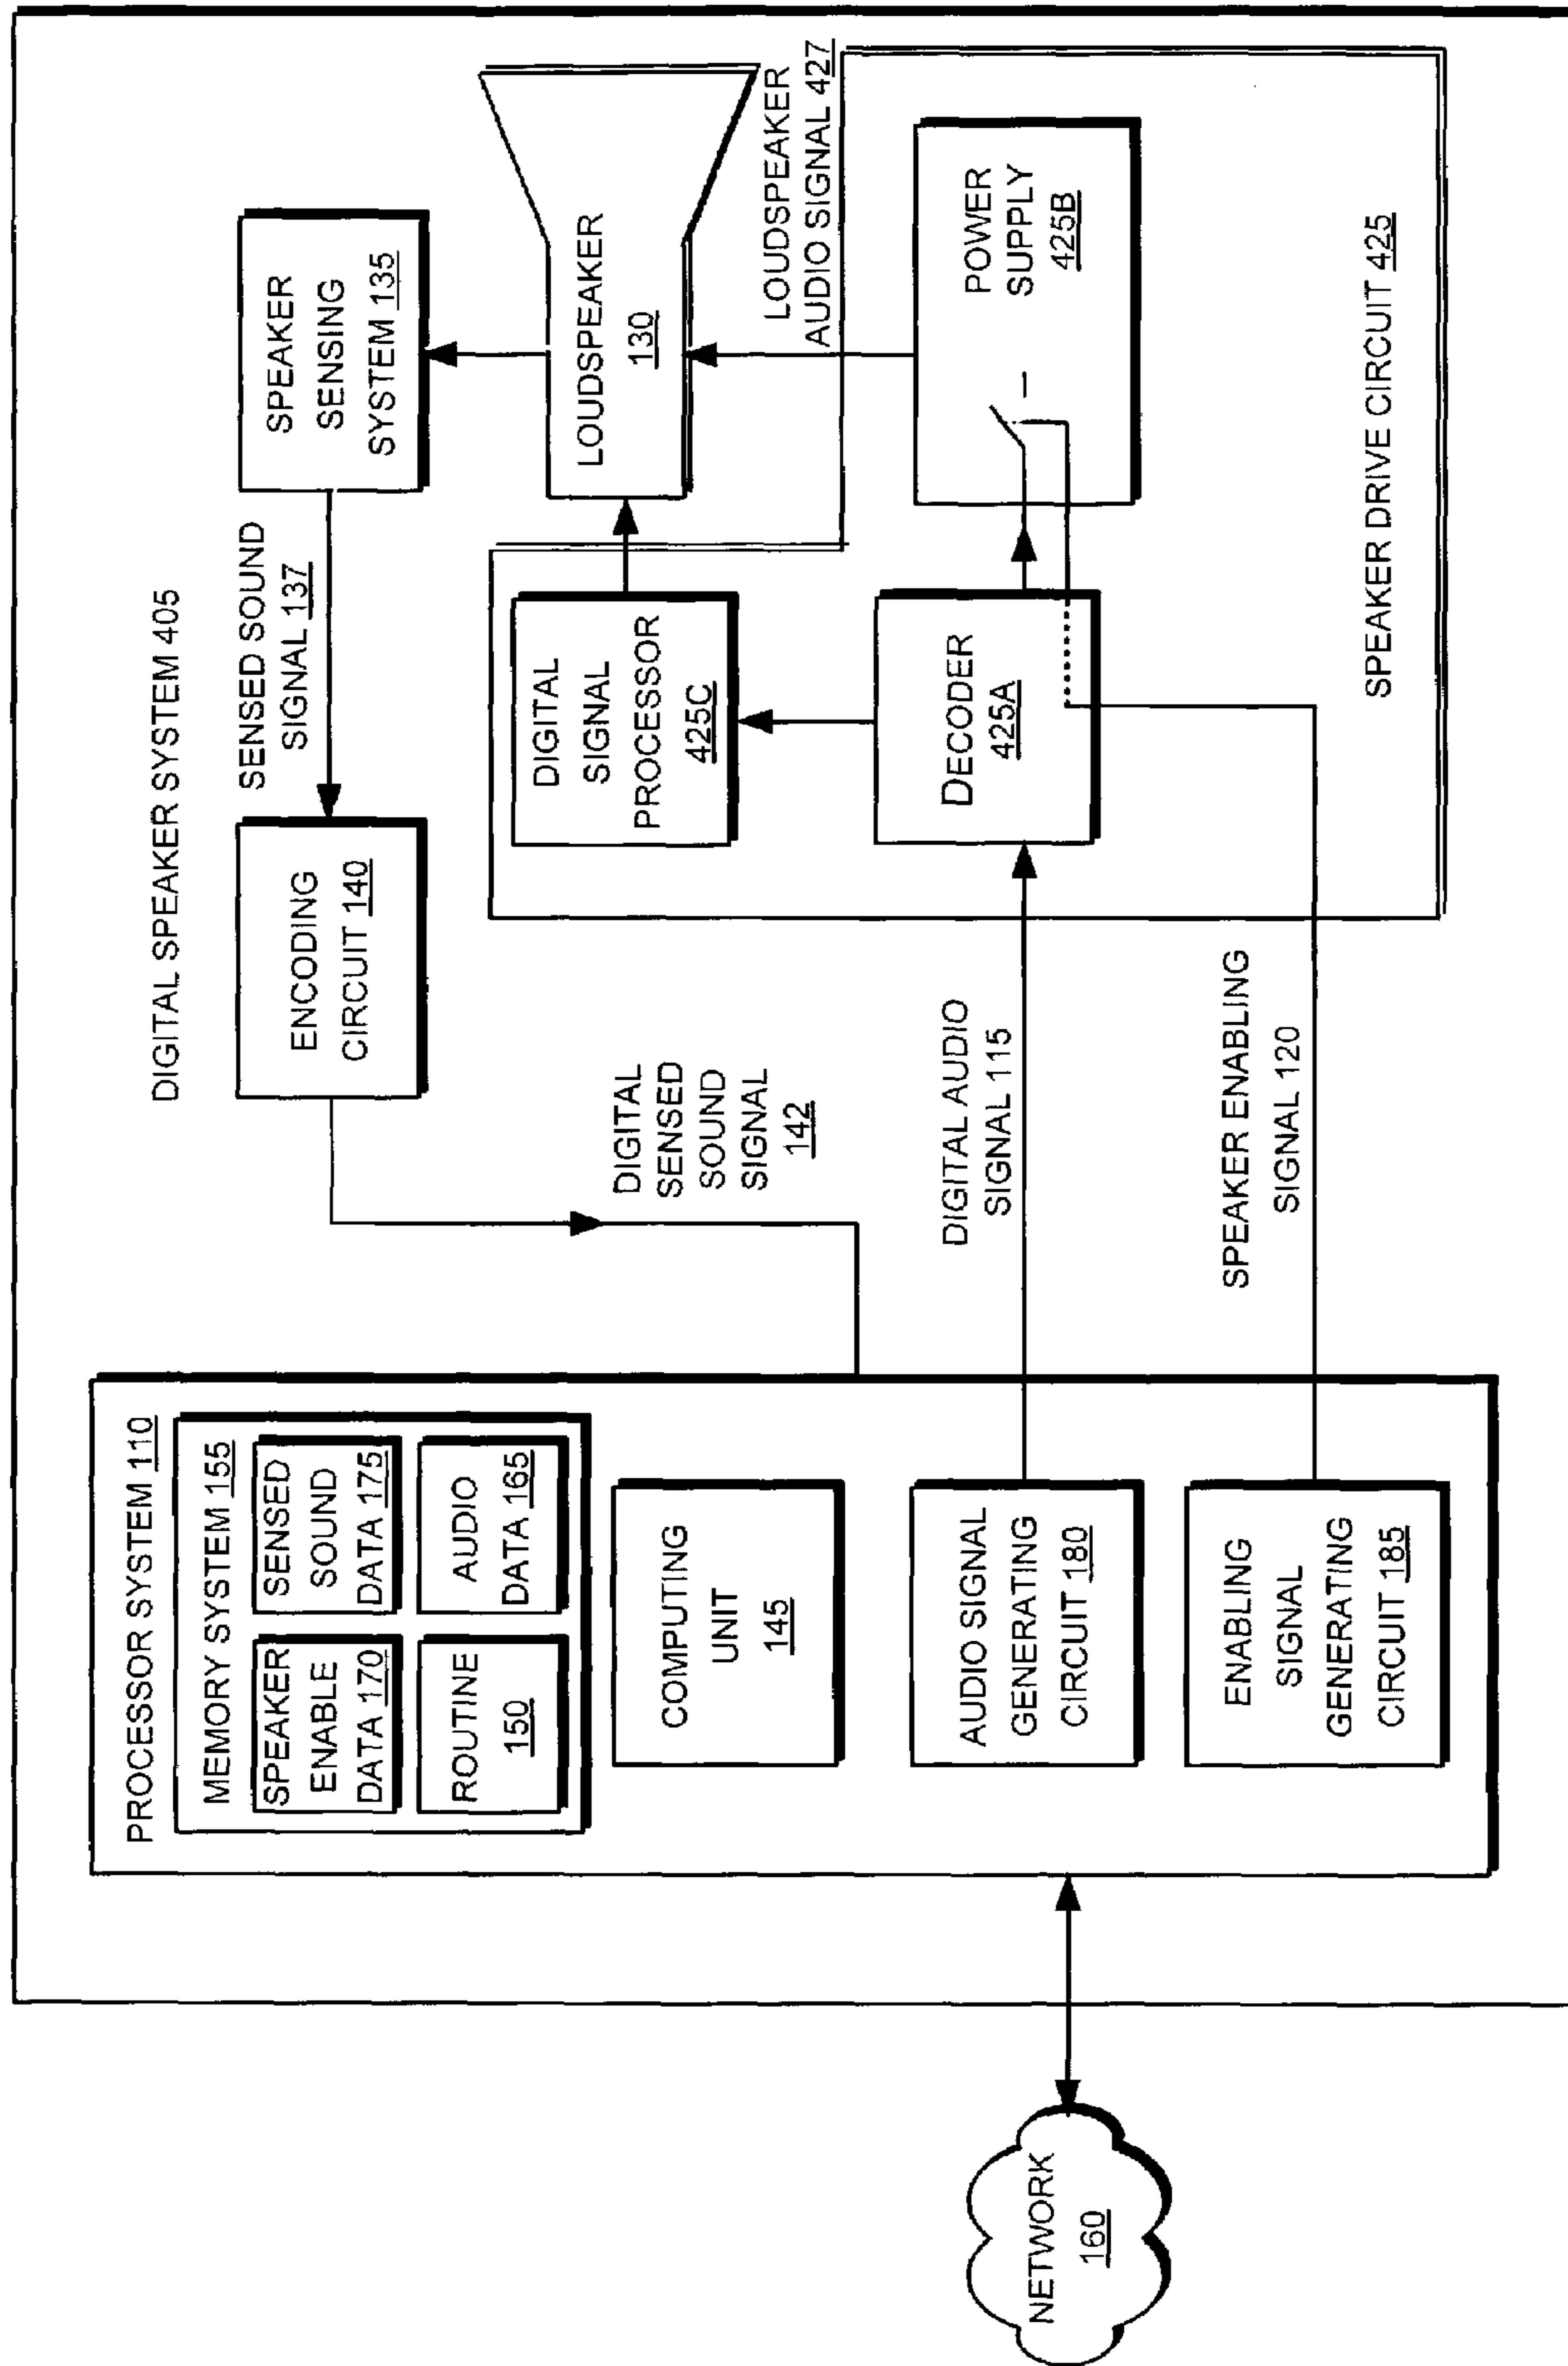 DIGITAL SPEAKER SYSTEM 405
PROCESSOR SYSTEM 110
MEMORY SYSTEM 155
SPEAKER
ENABLE
DATA 170
SENSED
SOUND
DATA 175
ROUTINE
150
AUDIO
DATA 165
COMPUTING
UNIT
145
AUDIO SIGNAL
GENERATING
CIRCUIT 180
ENABLING
SIGNAL
GENERATING
CIRCUIT 185
NETWORK
160
ENCODING
CIRCUIT 140
SENSED SOUND
SIGNAL 137
SPEAKER
SENSING
SYSTEM 135
DIGITAL
SENSED
SOUND
SIGNAL
142
LOUDSPEAKER
130
LOUDSPEAKER
AUDIO SIGNAL 427
DIGITAL
SIGNAL
PROCESSOR
425C
DIGITAL AUDIO
SIGNAL 115
DECODER
425A
POWER
SUPPLY
425B
SPEAKER ENABLING
SIGNAL 120
SPEAKER DRIVE CIRCUIT 425